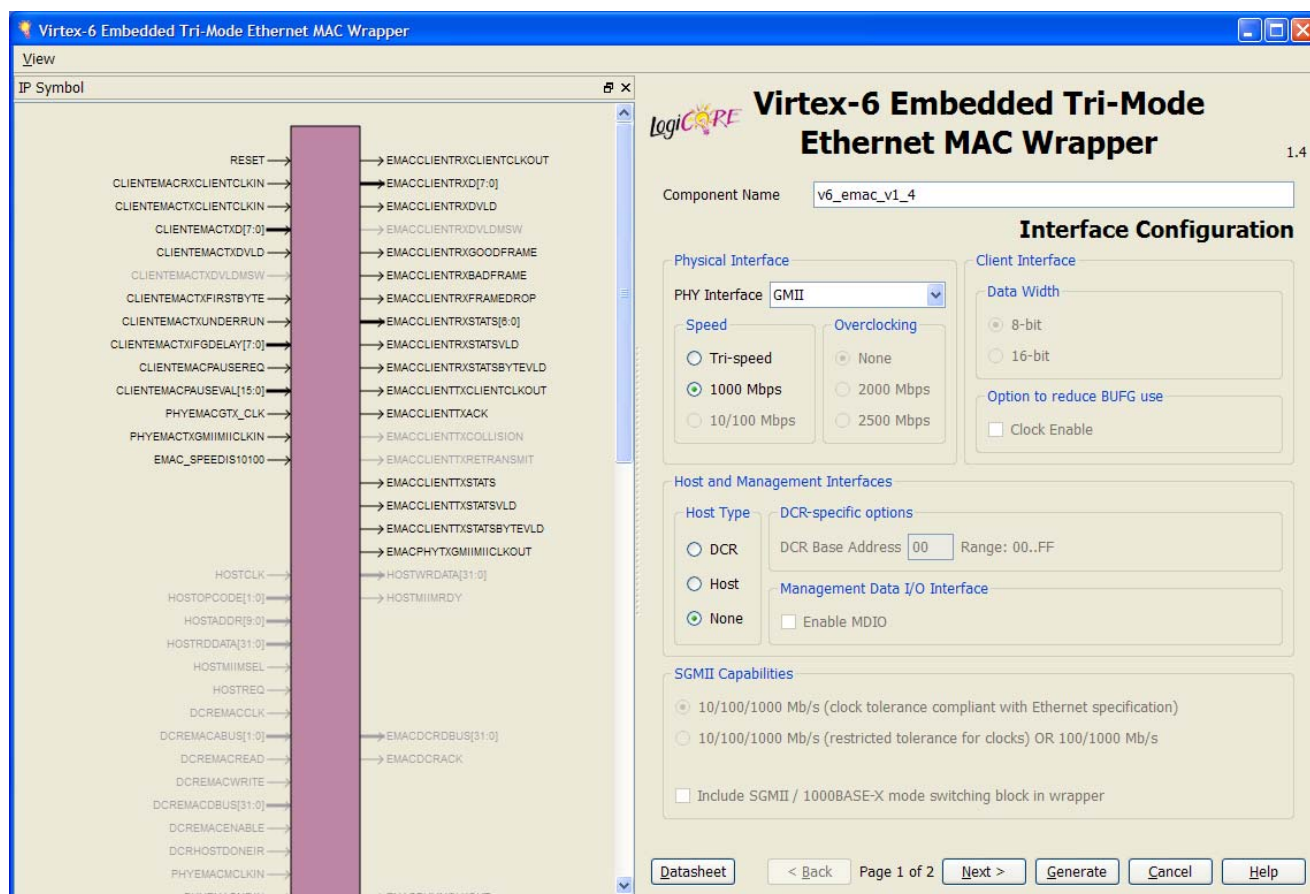 Virtex-6 Embedded Tri-Mode Ethernet MAC Wrapper
View
IP Symbol
RESET
CLIENTEMACRXCLIENTCLKIN
CLIENTEMACTXCLIENTCLKIN
CLIENTEMACTXD[7:0]
CLIENTEMACTXDVLD
CLIENTEMACTXDVLDMSW
CLIENTEMACTXFIRSTBYTE
CLIENTEMACTXUNDERRUN
CLIENTEMACTXIFGDELAY[7:0]
CLIENTEMACPAUSEREQ
CLIENTEMACPAUSEVAL[15:0]
PHYEMACGTX_CLK
PHYEMACTXGMIIMIICLKIN
EMAC_SPEEDIS10100
HOSTCLK
HOSTOPCODE[1:0]
HOSTADDR[9:0]
HOSTRDDATA[31:0]
HOSTMIIMSEL
HOSTREQ
DCREMACCLK
DCREMACABUS[1:0]
DCREMACREAD
DCREMACWRITE
DCREMACDBUS[31:0]
DCREMACENABLE
DCRHOSTDONEIR
PHYEMACMCLKIN
EMACCLIENTRXCLIENTCLKOUT
EMACCLIENTRXD[7:0]
EMACCLIENTRXDVLD
EMACCLIENTRXDVLDMSW
EMACCLIENTRXGOODFRAME
EMACCLIENTRXBADFRAME
EMACCLIENTRXFRAMEDROP
EMACCLIENTRXSTATS[6:0]
EMACCLIENTRXSTATSVLD
EMACCLIENTRXSTATSBYTEVLD
EMACCLIENTTXCLIENTCLKOUT
EMACCLIENTTXACK
EMACCLIENTTXCOLLISION
EMACCLIENTTXRETRANSMIT
EMACCLIENTTXSTATS
EMACCLIENTTXSTATSVLD
EMACCLIENTTXSTATSBYTEVLD
EMACPHYTXGMIIMIICLKOUT
HOSTWRDATA[31:0]
HOSTMIIMRDY
EMACDCRDBUS[31:0]
EMACDCRACK
LogiCORE
Virtex-6 Embedded Tri-Mode
Ethernet MAC Wrapper
1.4
Component Name v6_emac_v1_4
Interface Configuration
Physical Interface
PHY Interface GMII
Speed
Tri-speed
1000 Mbps
10/100 Mbps
Overclocking
None
2000 Mbps
2500 Mbps
Client Interface
Data Width
8-bit
16-bit
Option to reduce BUFG use
Clock Enable
Host and Management Interfaces
Host Type
DCR
Host
None
DCR-specific options
DCR Base Address 00 Range: 00..FF
Management Data I/O Interface
Enable MDIO
SGMII Capabilities
10/100/1000 Mb/s (clock tolerance compliant with Ethernet specification)
10/100/1000 Mb/s (restricted tolerance for clocks) OR 100/1000 Mb/s
Include SGMII / 1000BASE-X mode switching block in wrapper
Datasheet < Back Page 1 of 2 Next > Generate Cancel Help